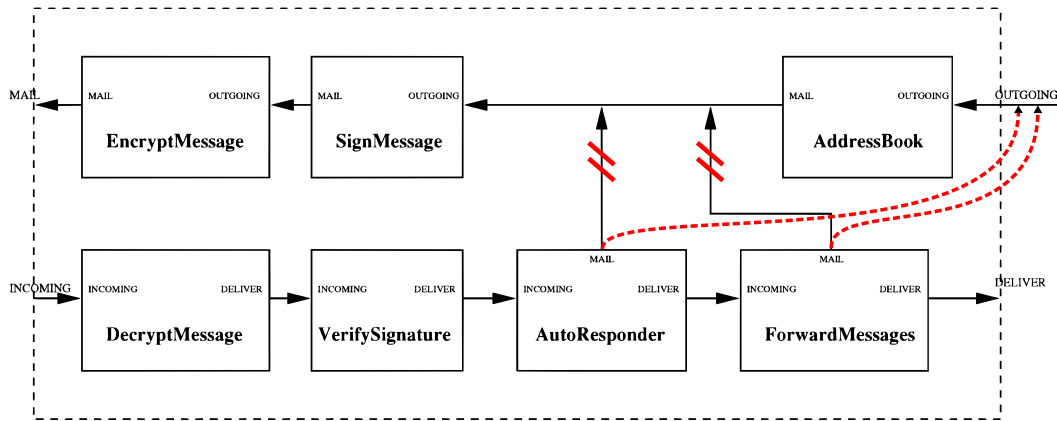 MAIL
MAIL OUTGOING
EncryptMessage
MAIL OUTGOING
SignMessage
MAIL OUTGOING
AddressBook
OUTGOING
INCOMING
INCOMING DELIVER
DecryptMessage
INCOMING DELIVER
VerifySignature
MAIL
INCOMING DELIVER
AutoResponder
MAIL
INCOMING DELIVER
ForwardMessages
DELIVER